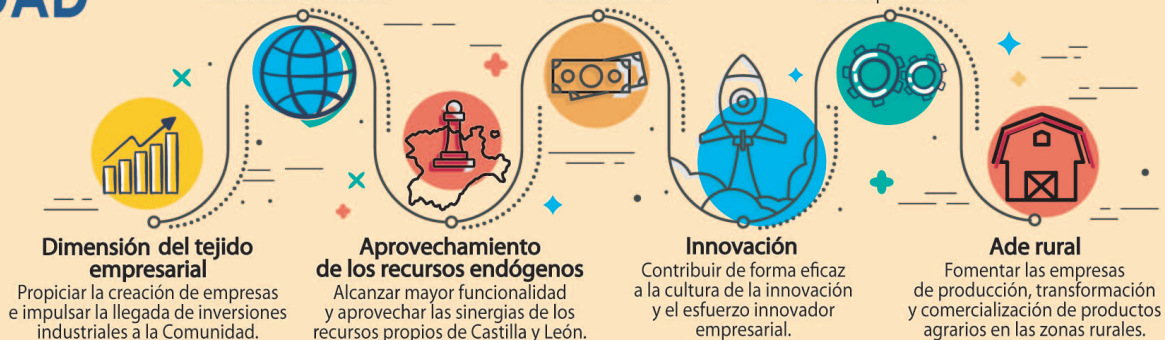 Dimensión del tejido
empresarial
Propiciar la creación de empresas
e impulsar la llegada de inversiones
industriales a la Comunidad.
Aprovechamiento
de los recursos endógenos
Alcanzar mayor funcionalidad
y aprovechar las sinergias de los
recursos propios de Castilla y León.
Innovación
Contribuir de forma eficaz
a la cultura de la innovación
y el esfuerzo innovador
empresarial.
Ade rural
Fomentar las empresas
de producción, transformación
y comercialización de productos
agrarios en las zonas rurales.